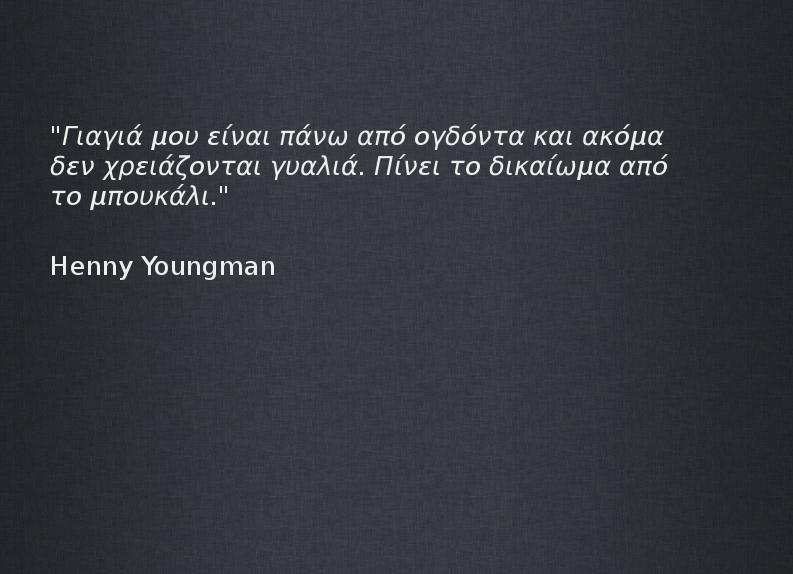 "Γιαγιά μου είναι πάνω από ογδόντα και ακόμα
δεν χρειάζονται γυαλιά. Πίνει το δικαίωμα από
το μπουκάλι."
Henny Youngman